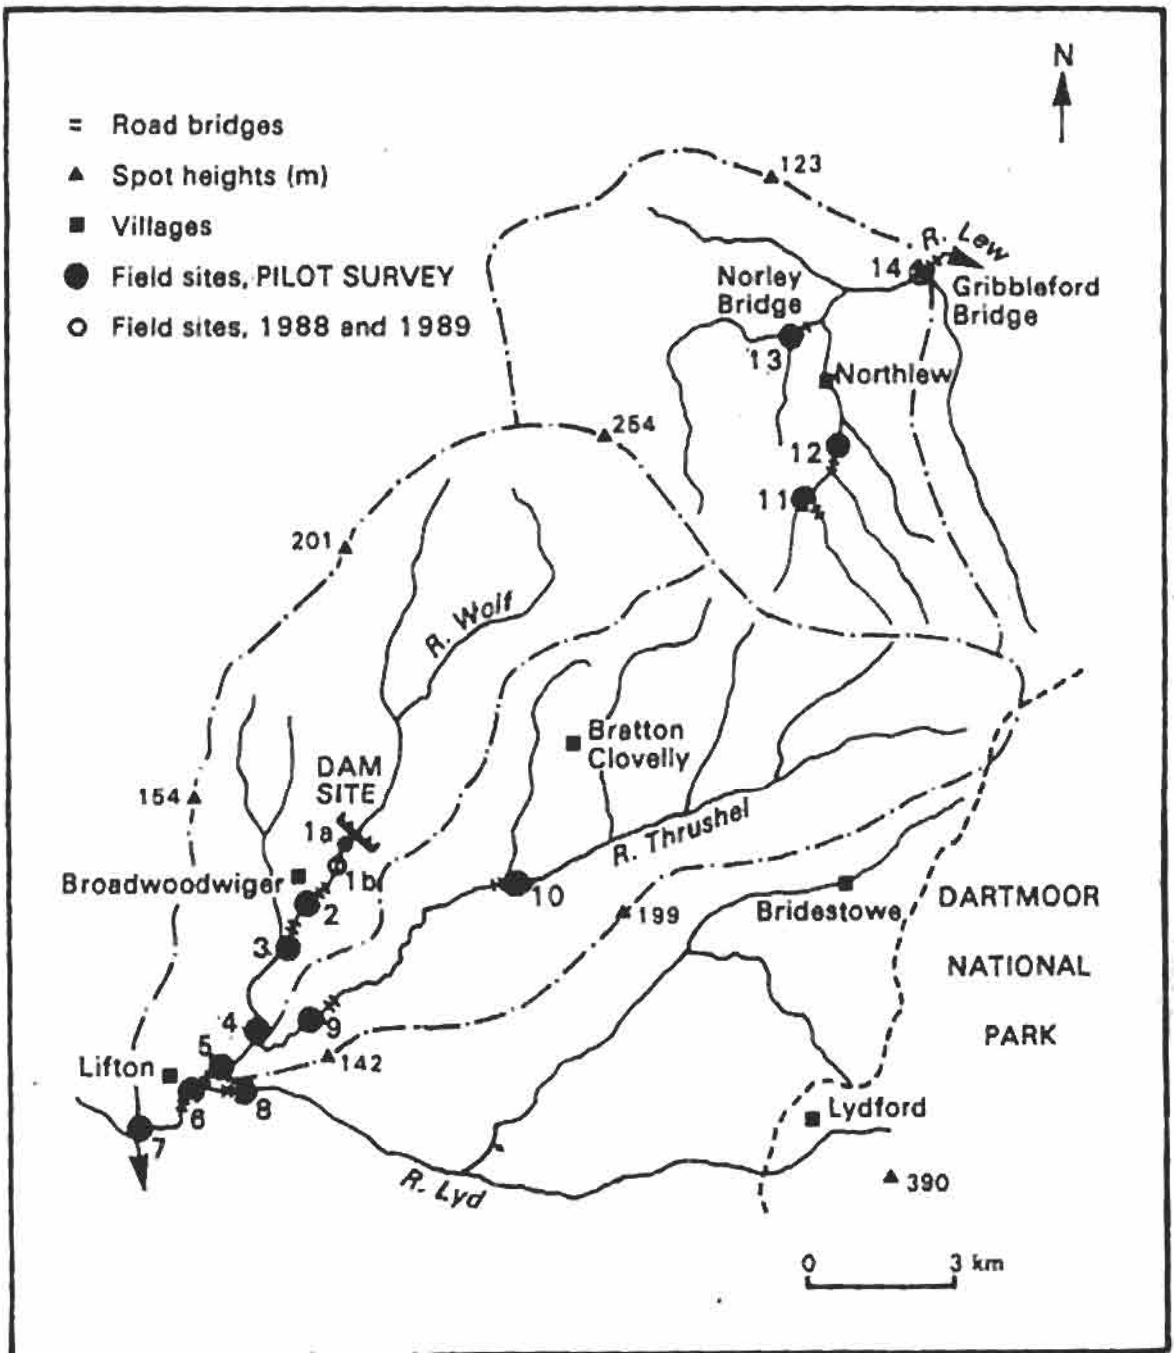 N
= Road bridges
▲ Spot heights (m)
■ Villages
● Field sites, PILOT SURVEY
○ Field sites, 1988 and 1989
123
R. Lew
14
Gribbleford
Bridge
Norley
Bridge
13
Northlew
254
12
11
201
R. Wolf
Bratton
Clovelly
DAM
SITE
154
1a
R. Thrushel
Broadwoodwiger
1b
2
10
199
Bridestowe
DARTMOOR
NATIONAL
PARK
3
4
9
5
142
Lifton
6
8
7
Lydford
R. Lyd
390
0
3 km